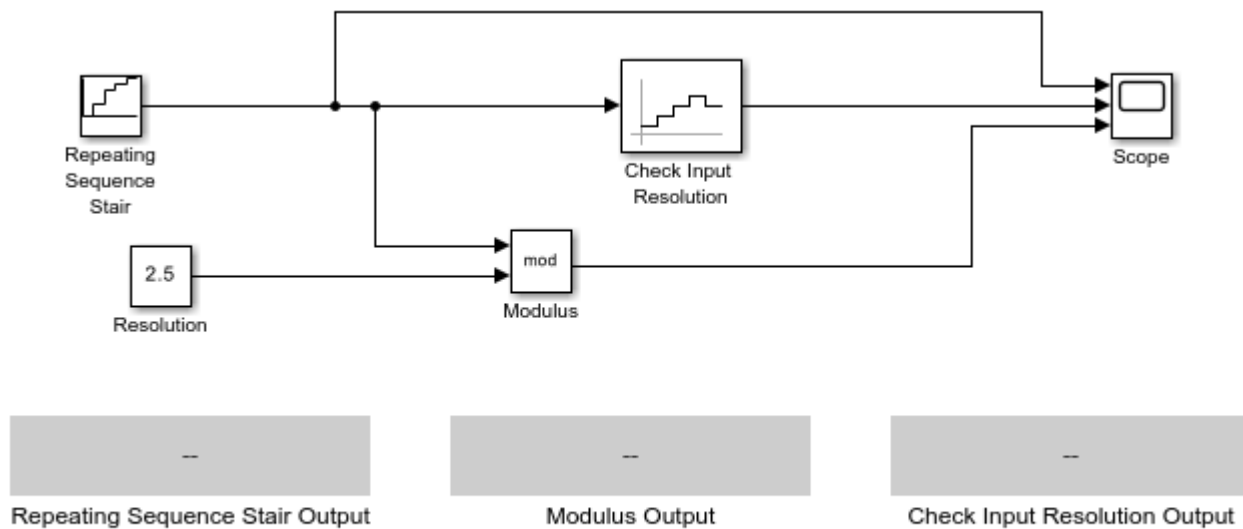 Repeating
Sequence
Stair
Check Input
Resolution
Scope
2.5
Resolution
mod
Modulus
--
--
--
Repeating Sequence Stair Output
Modulus Output
Check Input Resolution Output